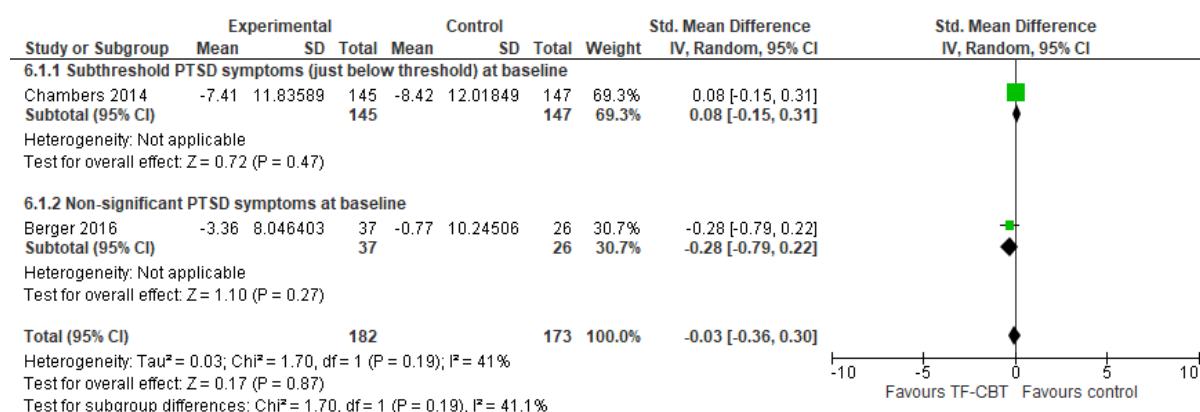 Experimental Control Std. Mean Difference Std. Mean Difference
Study or Subgroup Mean SD Total Mean SD Total Weight IV, Random, 95% CI IV, Random, 95% CI
6.1.1 Subthreshold PTSD symptoms (just below threshold) at baseline
Chambers 2014 -7.41 11.83589 145 -8.42 12.01849 147 69.3% 0.08 [-0.15, 0.31]
Subtotal (95% CI) 145 147 69.3% 0.08 [-0.15, 0.31]
Heterogeneity: Not applicable
Test for overall effect: Z = 0.72 (P = 0.47)
6.1.2 Non-significant PTSD symptoms at baseline
Berger 2016 -3.36 8.046403 37 -0.77 10.24506 26 30.7% -0.28 [-0.79, 0.22]
Subtotal (95% CI) 37 26 30.7% -0.28 [-0.79, 0.22]
Heterogeneity: Not applicable
Test for overall effect: Z = 1.10 (P = 0.27)
Total (95% CI) 182 173 100.0% -0.03 [-0.36, 0.30]
Heterogeneity: Tau² = 0.03; Chi² = 1.70, df = 1 (P = 0.19); I² = 41%
Test for overall effect: Z = 0.17 (P = 0.87)
Test for subgroup differences: Chi² = 1.70, df = 1 (P = 0.19), I² = 41.1%
-10 -5 0 5 10
Favours TF-CBT Favours control